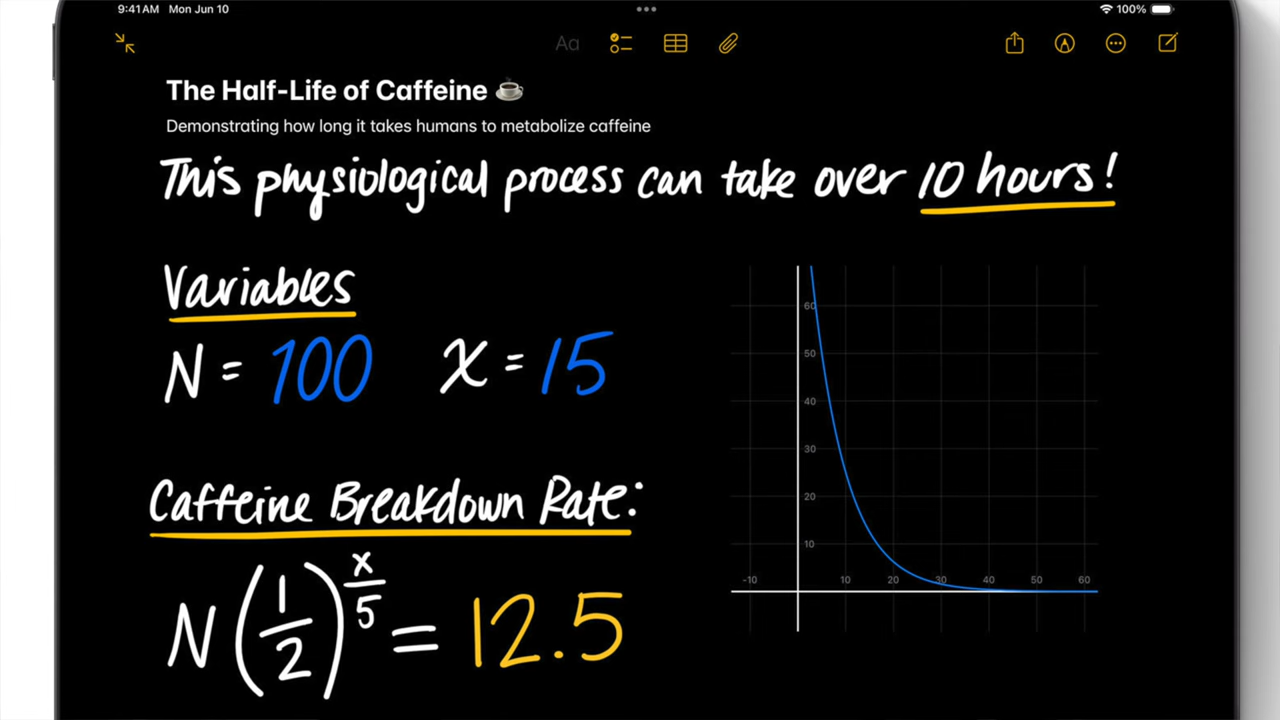 9:41 AM Mon Jun 10 100%
Aa
The Half-Life of Caffeine ☕
Demonstrating how long it takes humans to metabolize caffeine
This physiological process can take over 10 hours!
Variables
N = 100 x = 15
Caffeine Breakdown Rate:
N(1/2)^x/5 = 12.5
60
50
40
30
20
10
-10 10 20 30 40 50 60